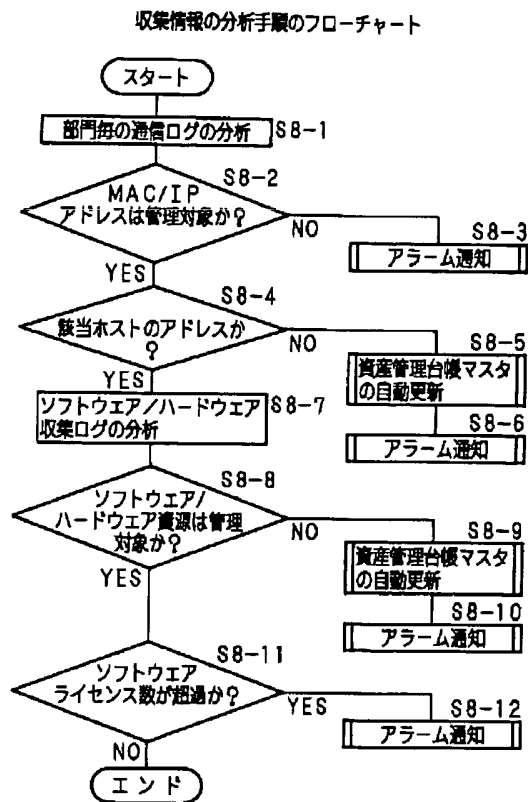 収集情報の分析手順のフローチャート
スタート
部門毎の通信ログの分析
S8-1
S8-2
MAC/IP
アドレスは管理対象か?
NO
S8-3
アラーム通知
YES
S8-4
該当ホストのアドレスか
?
NO
S8-5
資産管理台帳マスタ
の自動更新
S8-6
アラーム通知
YES
S8-7
ソフトウェア/ハードウェア
収集ログの分析
S8-8
ソフトウェア/
ハードウェア資源は管理
対象か?
NO
S8-9
資産管理台帳マスタ
の自動更新
S8-10
アラーム通知
YES
S8-11
ソフトウェア
ライセンス数が超過か?
YES
S8-12
アラーム通知
NO
エンド